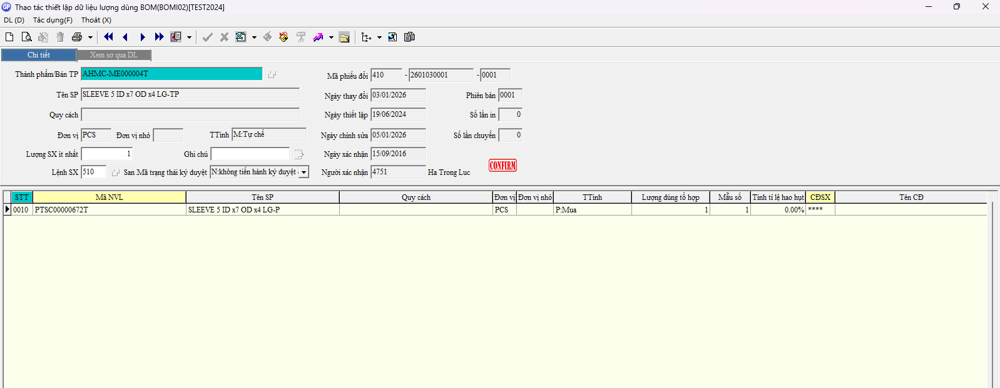 GP Thao tác thiết lập dữ liệu lượng dùng BOM(BOMI02)[TEST2024]
DL (D) Tác dụng(F) Thoát (X)
Chi tiết Xem sơ qua DL
Thành phẩm/Bán TP AHMC-ME000004T Mã phiếu đổi 410 - 2601030001 - 0001
Tên SP SLEEVE 5 ID x7 OD x4 LG-TP Ngày thay đổi 03/01/2026 Phiên bản 0001
Quy cách Ngày thiết lập 19/06/2024 Số lần in 0
Đơn vị PCS Đơn vị nhỏ TTính M:Tự chế Ngày chỉnh sửa 05/01/2026 Số lần chuyển 0
Lượng SX ít nhất 1 Ghi chú Ngày xác nhận 15/09/2016
Lệnh SX 510 San Mã trạng thái ký duyệt N:không tiến hành ký duyệt Người xác nhận 4751 Ha Trong Luc CONFIRM
STT Mã NVL Tên SP Quy cách Đơn vị Đơn vị nhỏ TTính Lượng dùng tổ hợp Mẫu số Tính tỉ lệ hao hụt CĐSX Tên CĐ
0010 PTSC00000672T SLEEVE 5 ID x7 OD x4 LG-P PCS P:Mua 1 1 0.00% ****